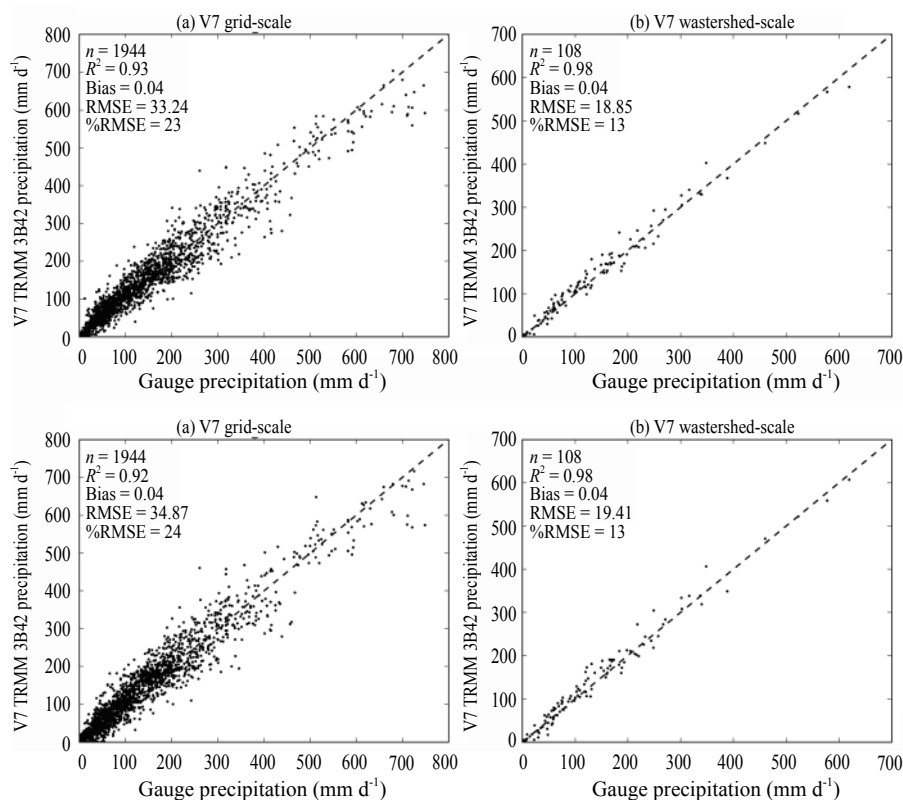 (a) V7 grid-scale
n = 1944
R² = 0.93
Bias = 0.04
RMSE = 33.24
%RMSE = 23
V7 TRMM 3B42 precipitation (mm d⁻¹)
800
700
600
500
400
300
200
100
0
0 100 200 300 400 500 600 700 800
Gauge precipitation (mm d⁻¹)
(b) V7 wastershed-scale
n = 108
R² = 0.98
Bias = 0.04
RMSE = 18.85
%RMSE = 13
V7 TRMM 3B42 precipitation (mm d⁻¹)
700
600
500
400
300
200
100
0
0 100 200 300 400 500 600 700
Gauge precipitation (mm d⁻¹)
(a) V7 grid-scale
n = 1944
R² = 0.92
Bias = 0.04
RMSE = 34.87
%RMSE = 24
V7 TRMM 3B42 precipitation (mm d⁻¹)
800
700
600
500
400
300
200
100
0
0 100 200 300 400 500 600 700 800
Gauge precipitation (mm d⁻¹)
(b) V7 wastershed-scale
n = 108
R² = 0.98
Bias = 0.04
RMSE = 19.41
%RMSE = 13
V7 TRMM 3B42 precipitation (mm d⁻¹)
700
600
500
400
300
200
100
0
0 100 200 300 400 500 600 700
Gauge precipitation (mm d⁻¹)